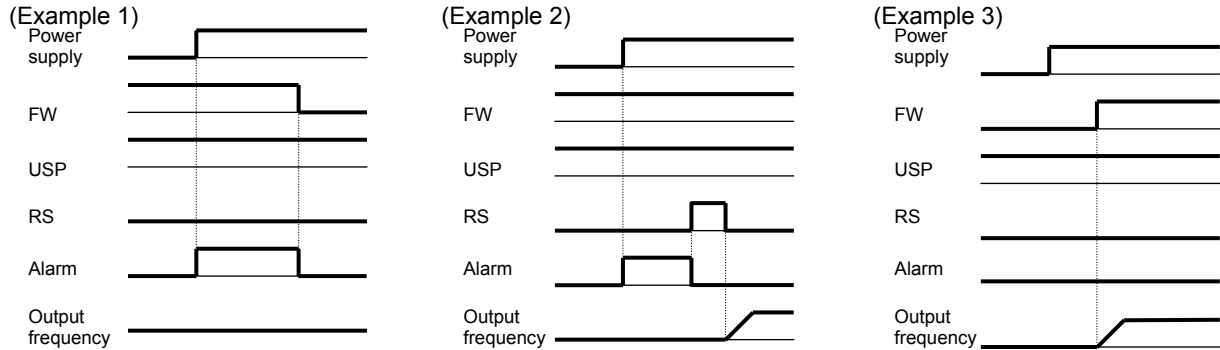 (Example 1)
Power
supply
FW
USP
RS
Alarm
Output
frequency
(Example 2)
Power
supply
FW
USP
RS
Alarm
Output
frequency
(Example 3)
Power
supply
FW
USP
RS
Alarm
Output
frequency